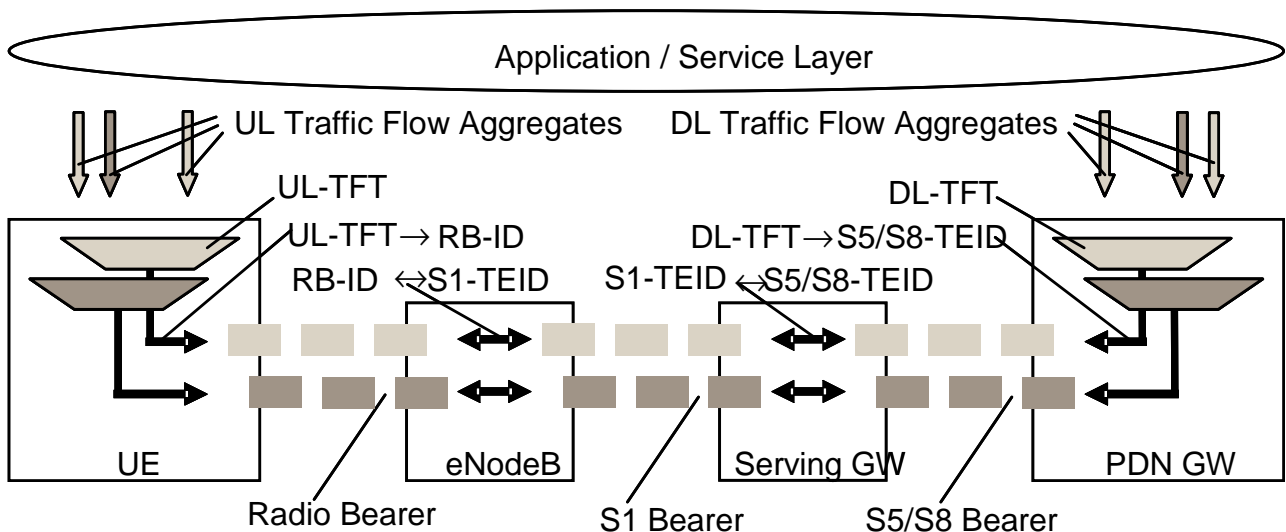 Application / Service Layer
UL Traffic Flow Aggregates
DL Traffic Flow Aggregates
UL-TFT
DL-TFT
UL-TFT → RB-ID
DL-TFT → S5/S8-TEID
RB-ID ↔ S1-TEID
S1-TEID ↔ S5/S8-TEID
UE
eNodeB
Serving GW
PDN GW
Radio Bearer
S1 Bearer
S5/S8 Bearer